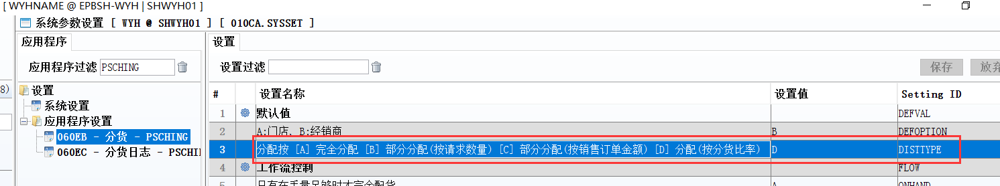 [ WYHNAME @ EPBSH-WYH | SHWYH01 ]
系统参数设置 [ WYH @ SHWYH01 ] [ 010CA.SYSSET ]
应用程序
设置
应用程序过滤 PSCHING
设置过滤
保存 放弃
8)
设置
系统设置
应用程序设置
060EB - 分货 - PSCHING
060EC - 分货日志 - PSCHI
# 设置名称 设置值 Setting ID
1 默认值 DEFVAL
2 A:门店, B:经销商 B DEFOPTION
3 分配按 [A] 完全分配 [B] 部分分配(按请求数量) [C] 部分分配(按销售订单金额) [D] 分配(按分货比率) D DISTTYPE
4 工作流控制 FLOW
5 只有在手量足够时才完全配货 A ONHAND